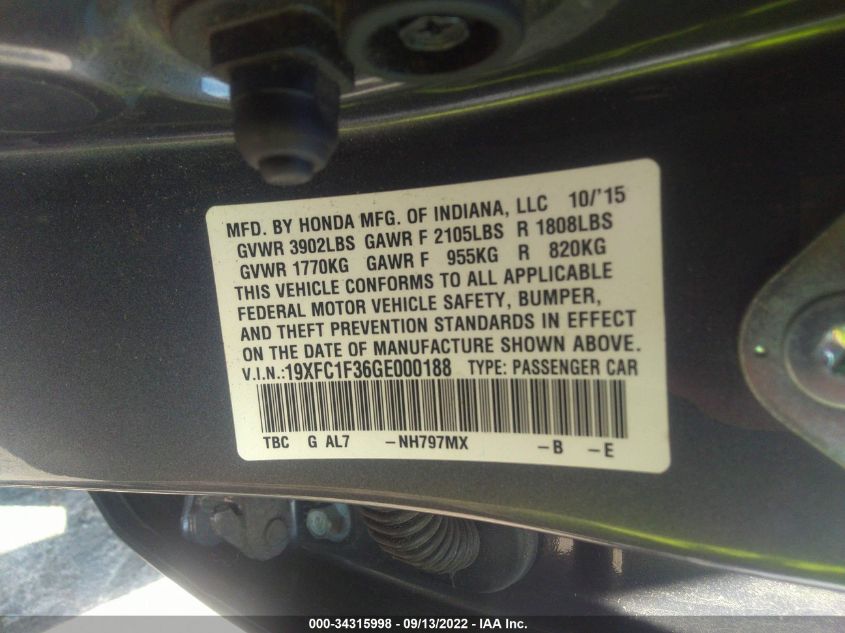 MFD. BY HONDA MFG. OF INDIANA, LLC 10/'15
GVWR 3902LBS GAWR F 2105LBS R 1808LBS
GVWR 1770KG GAWR F 955KG R 820KG
THIS VEHICLE CONFORMS TO ALL APPLICABLE
FEDERAL MOTOR VEHICLE SAFETY, BUMPER,
AND THEFT PREVENTION STANDARDS IN EFFECT
ON THE DATE OF MANUFACTURE SHOWN ABOVE.
V.I.N.:19XFC1F36GE000188 TYPE: PASSENGER CAR
TBC G AL7 -NH797MX -B -E
000-34315998 - 09/13/2022 - IAA Inc.